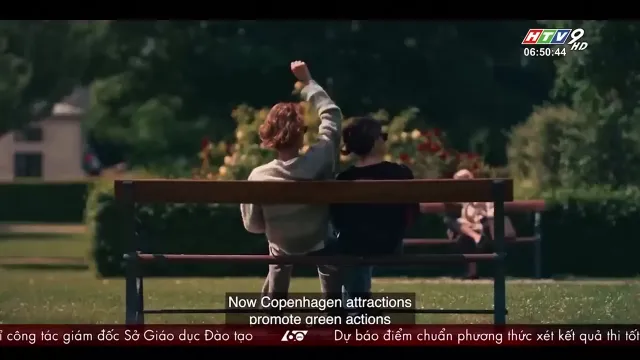 HTV9 HD
06:50:44
Now Copenhagen attractions
promote green actions
ỉ công tác giám đốc Sở Giáo dục Đào tạo 60 Dự báo điểm chuẩn phương thức xét kết quả thi tốt